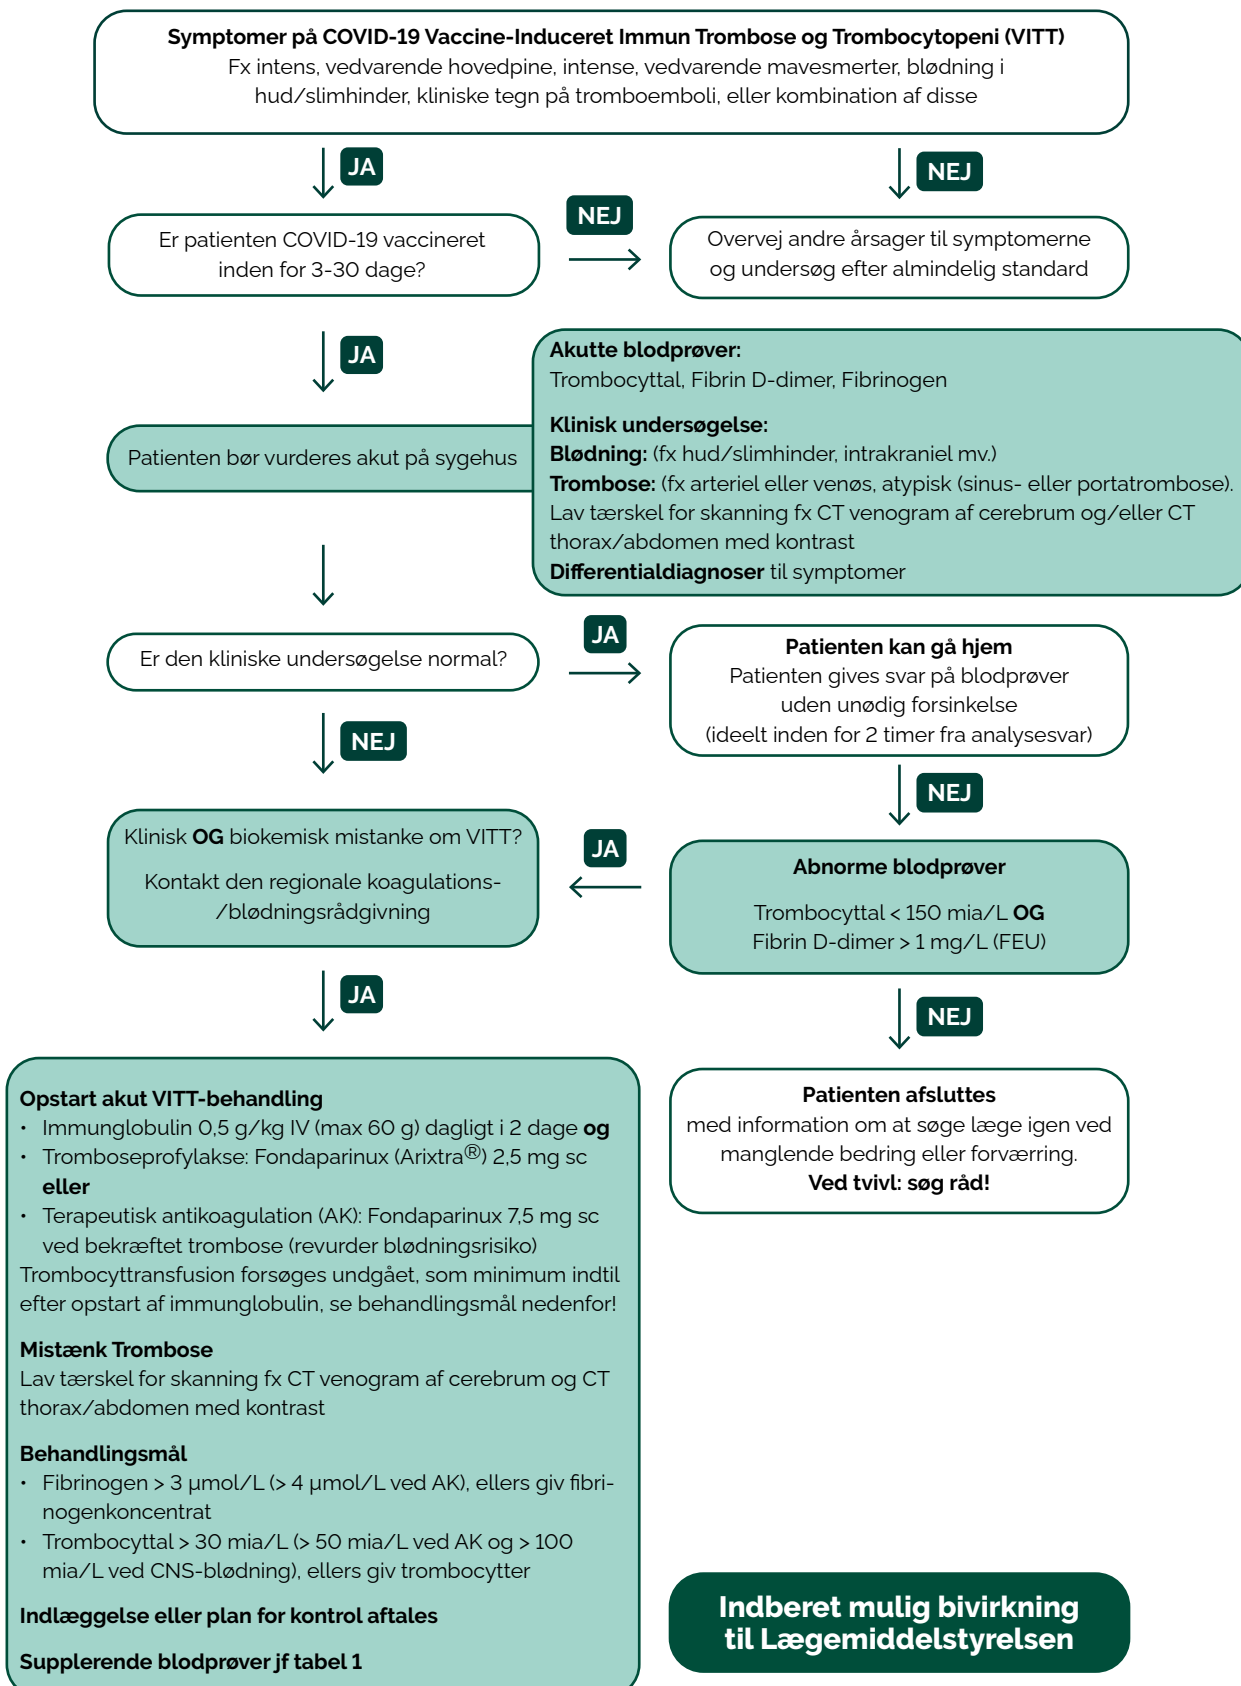 Symptomer på COVID-19 Vaccine-Induceret Immun Trombose og Trombocytopeni (VITT)
Fx intens, vedvarende hovedpine, intense, vedvarende mavesmerter, blødning i
hud/slimhinder, kliniske tegn på tromboemboli, eller kombination af disse
JA
NEJ
Er patienten COVID-19 vaccineret
inden for 3-30 dage?
NEJ
Overvej andre årsager til symptomerne
og undersøg efter almindelig standard
JA
Patienten bør vurderes akut på sygehus
Akutte blodprøver:
Trombocyttal, Fibrin D-dimer, Fibrinogen
Klinisk undersøgelse:
Blødning: (fx hud/slimhinder, intrakraniel mv.)
Trombose: (fx arteriel eller venøs, atypisk (sinus- eller portatrombose).
Lav tærskel for skanning fx CT venogram af cerebrum og/eller CT
thorax/abdomen med kontrast
Differentialdiagnoser til symptomer
Er den kliniske undersøgelse normal?
JA
Patienten kan gå hjem
Patienten gives svar på blodprøver
uden unødig forsinkelse
(ideelt inden for 2 timer fra analysesvar)
NEJ
NEJ
Klinisk OG biokemisk mistanke om VITT?
Kontakt den regionale koagulations-
/blødningsrådgivning
JA
Abnorme blodprøver
Trombocyttal < 150 mia/L OG
Fibrin D-dimer > 1 mg/L (FEU)
JA
NEJ
Opstart akut VITT-behandling
• Immunglobulin 0,5 g/kg IV (max 60 g) dagligt i 2 dage og
• Tromboseprofylakse: Fondaparinux (Arixtra®) 2,5 mg sc
eller
• Terapeutisk antikoagulation (AK): Fondaparinux 7,5 mg sc
ved bekræftet trombose (revurder blødningsrisiko)
Trombocyttransfusion forsøges undgået, som minimum indtil
efter opstart af immunglobulin, se behandlingsmål nedenfor!
Mistænk Trombose
Lav tærskel for skanning fx CT venogram af cerebrum og CT
thorax/abdomen med kontrast
Behandlingsmål
• Fibrinogen > 3 µmol/L (> 4 µmol/L ved AK), ellers giv fibri-
nogenkoncentrat
• Trombocyttal > 30 mia/L (> 50 mia/L ved AK og > 100
mia/L ved CNS-blødning), ellers giv trombocytter
Indlæggelse eller plan for kontrol aftales
Supplerende blodprøver jf tabel 1
Patienten afsluttes
med information om at søge læge igen ved
manglende bedring eller forværring.
Ved tvivl: søg råd!
Indberet mulig bivirkning
til Lægemiddelstyrelsen